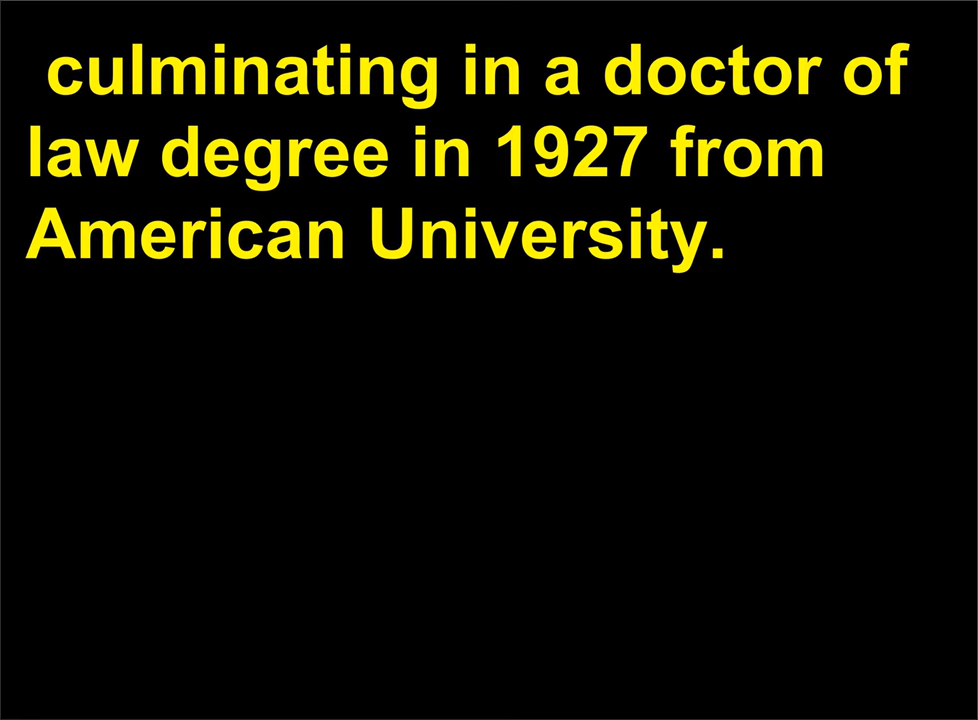 culminating in a doctor of
law degree in 1927 from
American University.